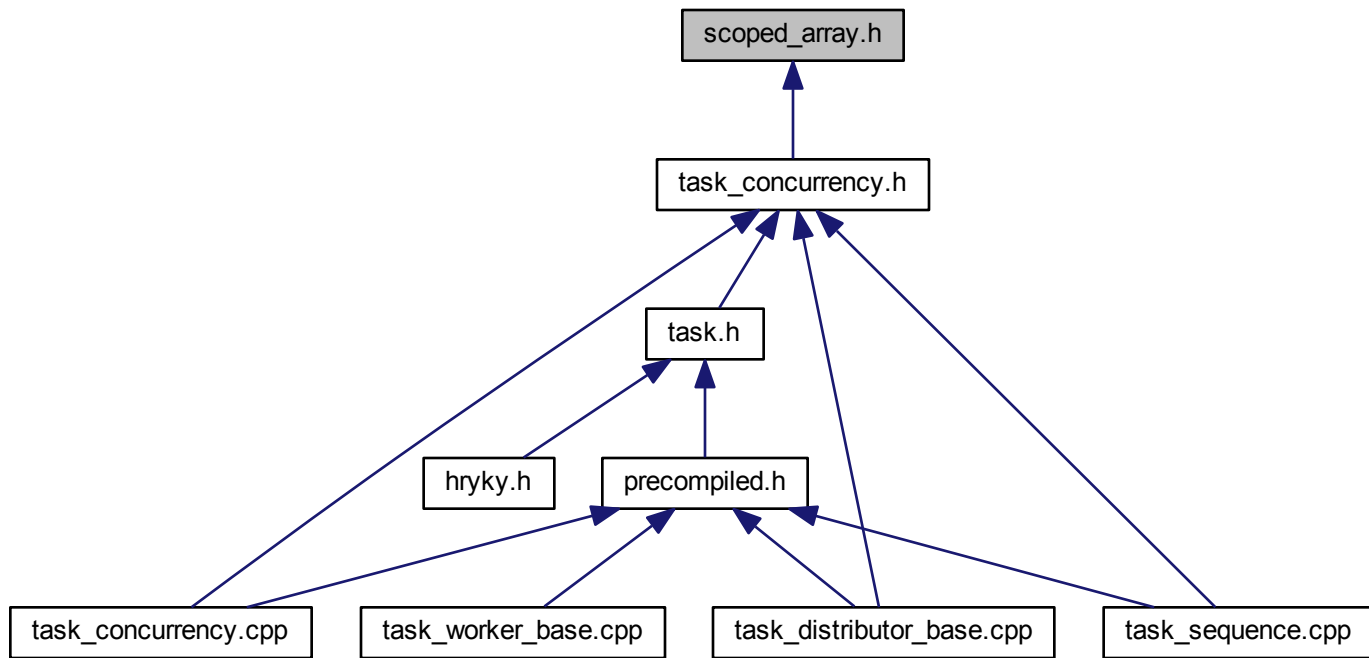 scoped_array.h
task_concurrency.h
task.h
hryky.h
precompiled.h
task_concurrency.cpp
task_worker_base.cpp
task_distributor_base.cpp
task_sequence.cpp